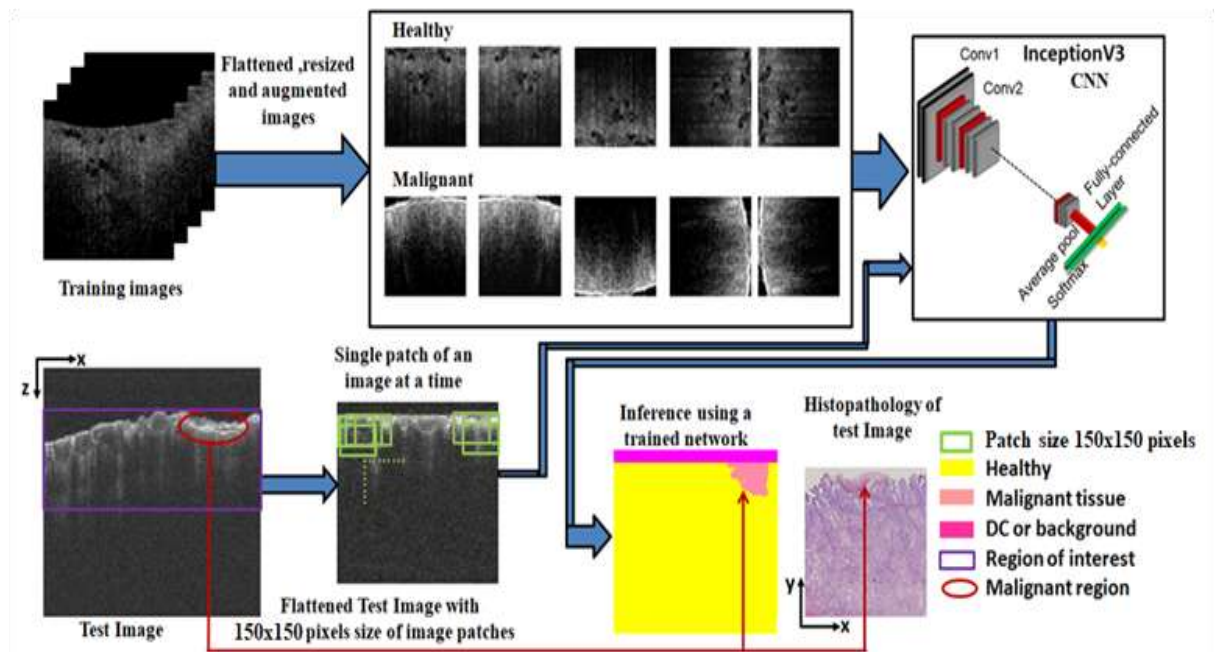 Flattened ,resized
and augmented
images
Training images
Healthy
Malignant
InceptionV3
CNN
Conv1
Conv2
Fully-connected
Layer
Average pool
Softmax
x
z
Test Image
Single patch of an
image at a time
Flattened Test Image with
150x150 pixels size of image patches
Inference using a
trained network
Histopathology of
test Image
y
x
Patch size 150x150 pixels
Healthy
Malignant tissue
DC or background
Region of interest
Malignant region